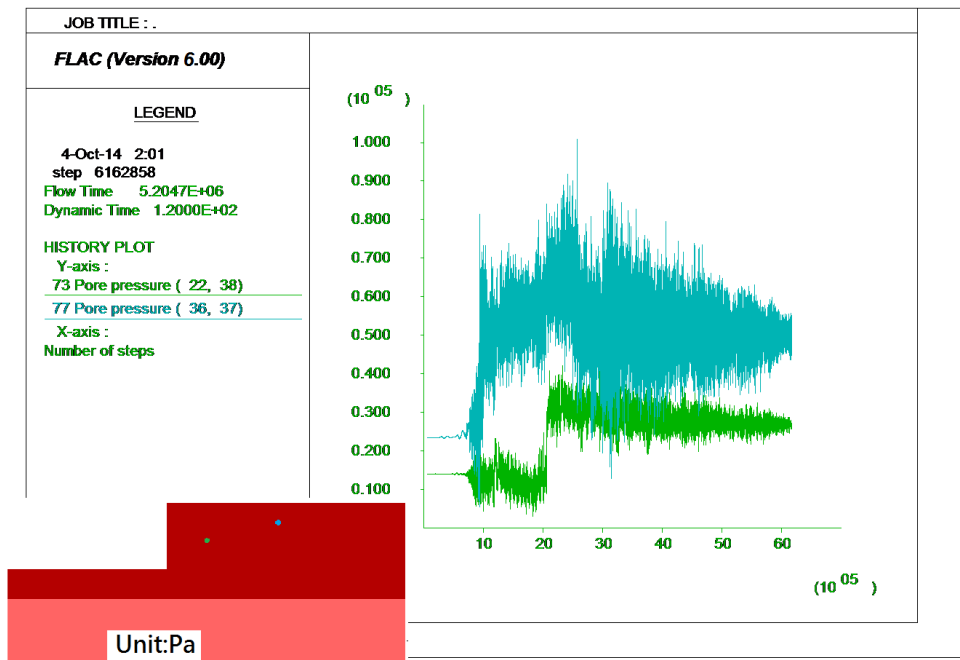 JOB TITLE : .
FLAC (Version 6.00)
LEGEND
4-Oct-14 2:01
step 6162858
Flow Time 5.2047E+06
Dynamic Time 1.2000E+02
HISTORY PLOT
Y-axis :
73 Pore pressure ( 22, 38)
77 Pore pressure ( 36, 37)
X-axis :
Number of steps
(10 05 )
1.000
0.900
0.800
0.700
0.600
0.500
0.400
0.300
0.200
0.100
10 20 30 40 50 60
(10 05 )
Unit:Pa